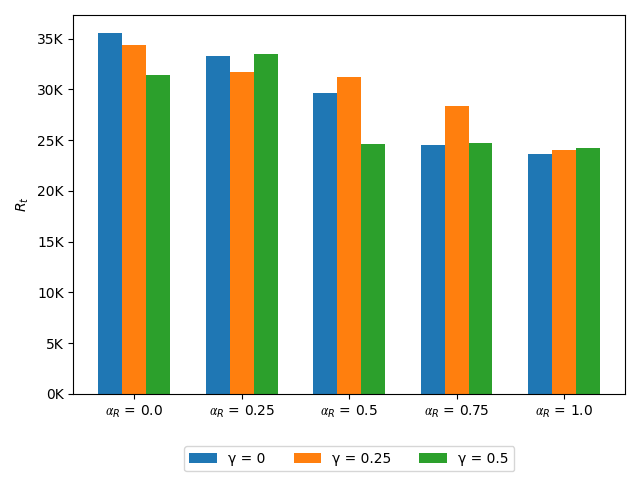 35K
30K
25K
20K
15K
10K
5K
0K
R_t
α_R = 0.0 α_R = 0.25 α_R = 0.5 α_R = 0.75 α_R = 1.0
γ = 0 γ = 0.25 γ = 0.5